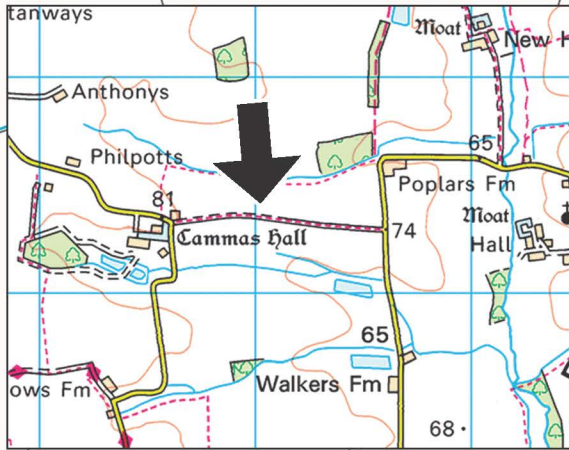 tanways
Moat
New H
Anthonys
65
Philpotts
81
Poplars Fm
Moat
Cammas Hall
74
Hall
65
ows Fm
Walkers Fm
68